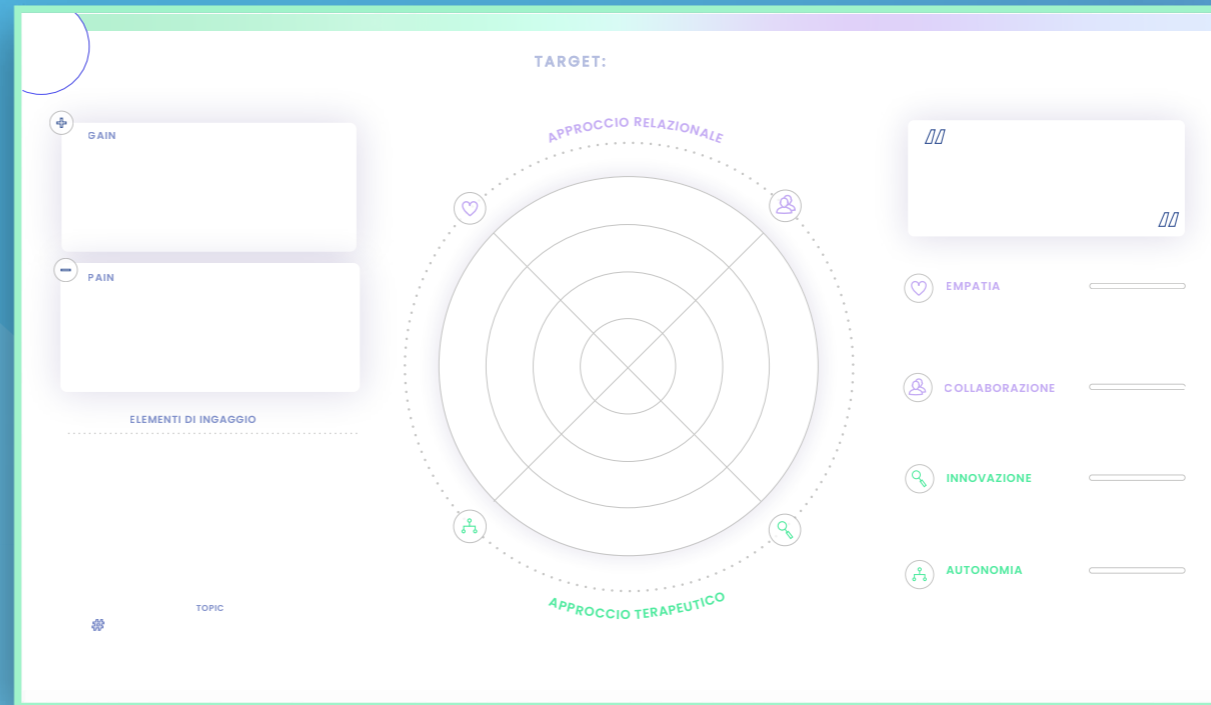 TARGET:
GAIN
PAIN
ELEMENTI DI INGAGGIO
TOPIC
#
APPROCCIO RELAZIONALE
APPROCCIO TERAPEUTICO
EMPATIA
COLLABORAZIONE
INNOVAZIONE
AUTONOMIA